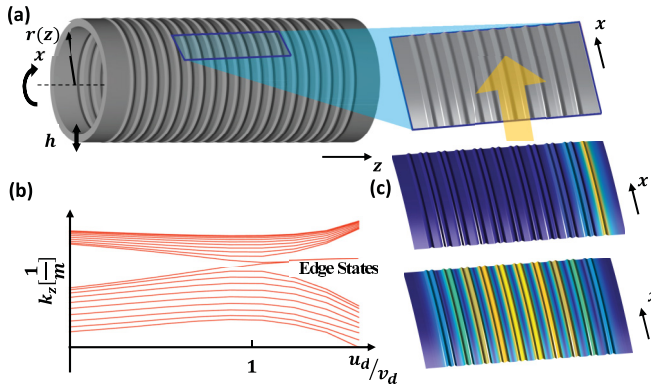 (a)
r(z)
x
h
z
x
(b)
k_z[1/m]
Edge States
1
u_d/v_d
(c)
x
x